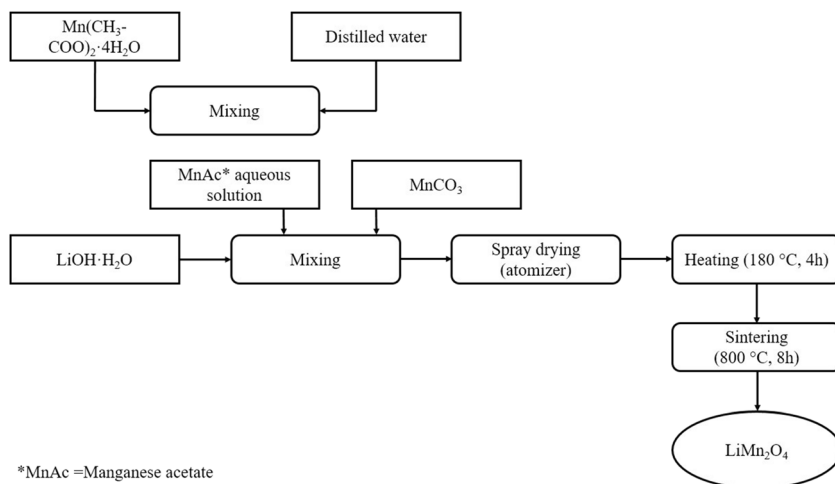 Mn(CH₃-
COO)₂·4H₂O
Distilled water
Mixing
MnAc* aqueous
solution
MnCO₃
LiOH·H₂O
Mixing
Spray drying
(atomizer)
Heating (180 °C, 4h)
Sintering
(800 °C, 8h)
LiMn₂O₄
*MnAc =Manganese acetate